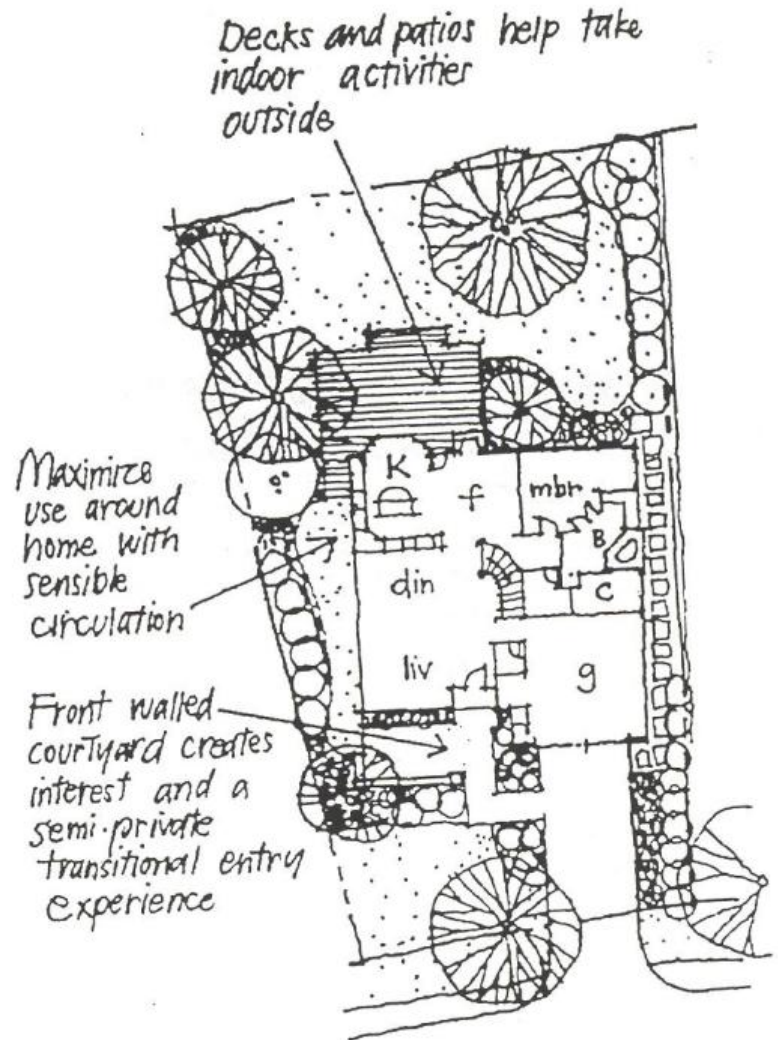 Decks and patios help take
indoor activities
outside
Maximize
use around
home with
sensible
circulation
Front walled
courtyard creates
interest and a
semi-private
transitional entry
experience
K
f
mbr
B
din
C
liv
g